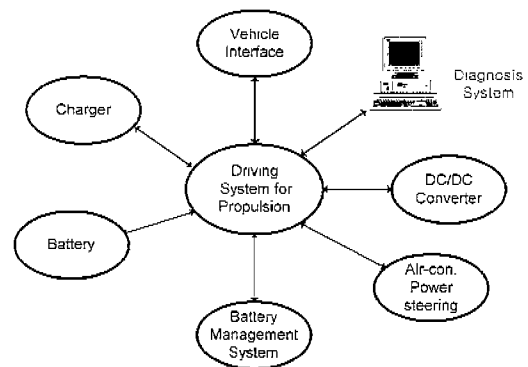 Vehicle
Interface
Diagnosis
System
Charger
Driving
System for
Propulsion
DC/DC
Converter
Battery
Air-con.
Power
steering
Battery
Management
System